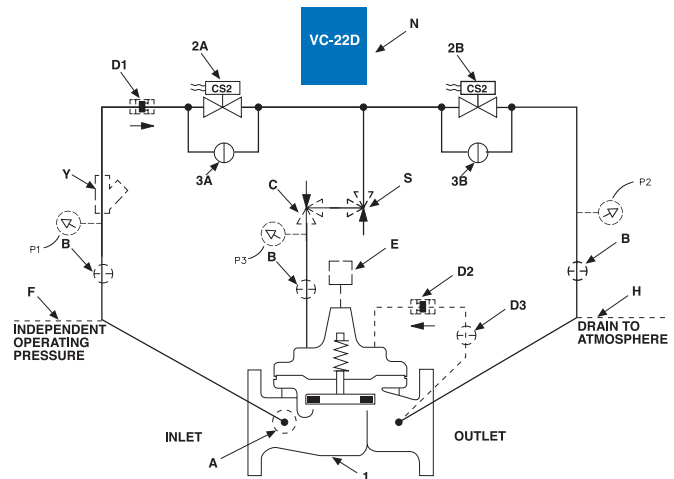 VC-22D
N
2A
2B
D1
CS2
CS2
Y
3A
3B
C
S
P2
P1
P3
B
B
E
B
D2
F
D3
H
INDEPENDENT
OPERATING
PRESSURE
DRAIN TO
ATMOSPHERE
INLET
OUTLET
A
1